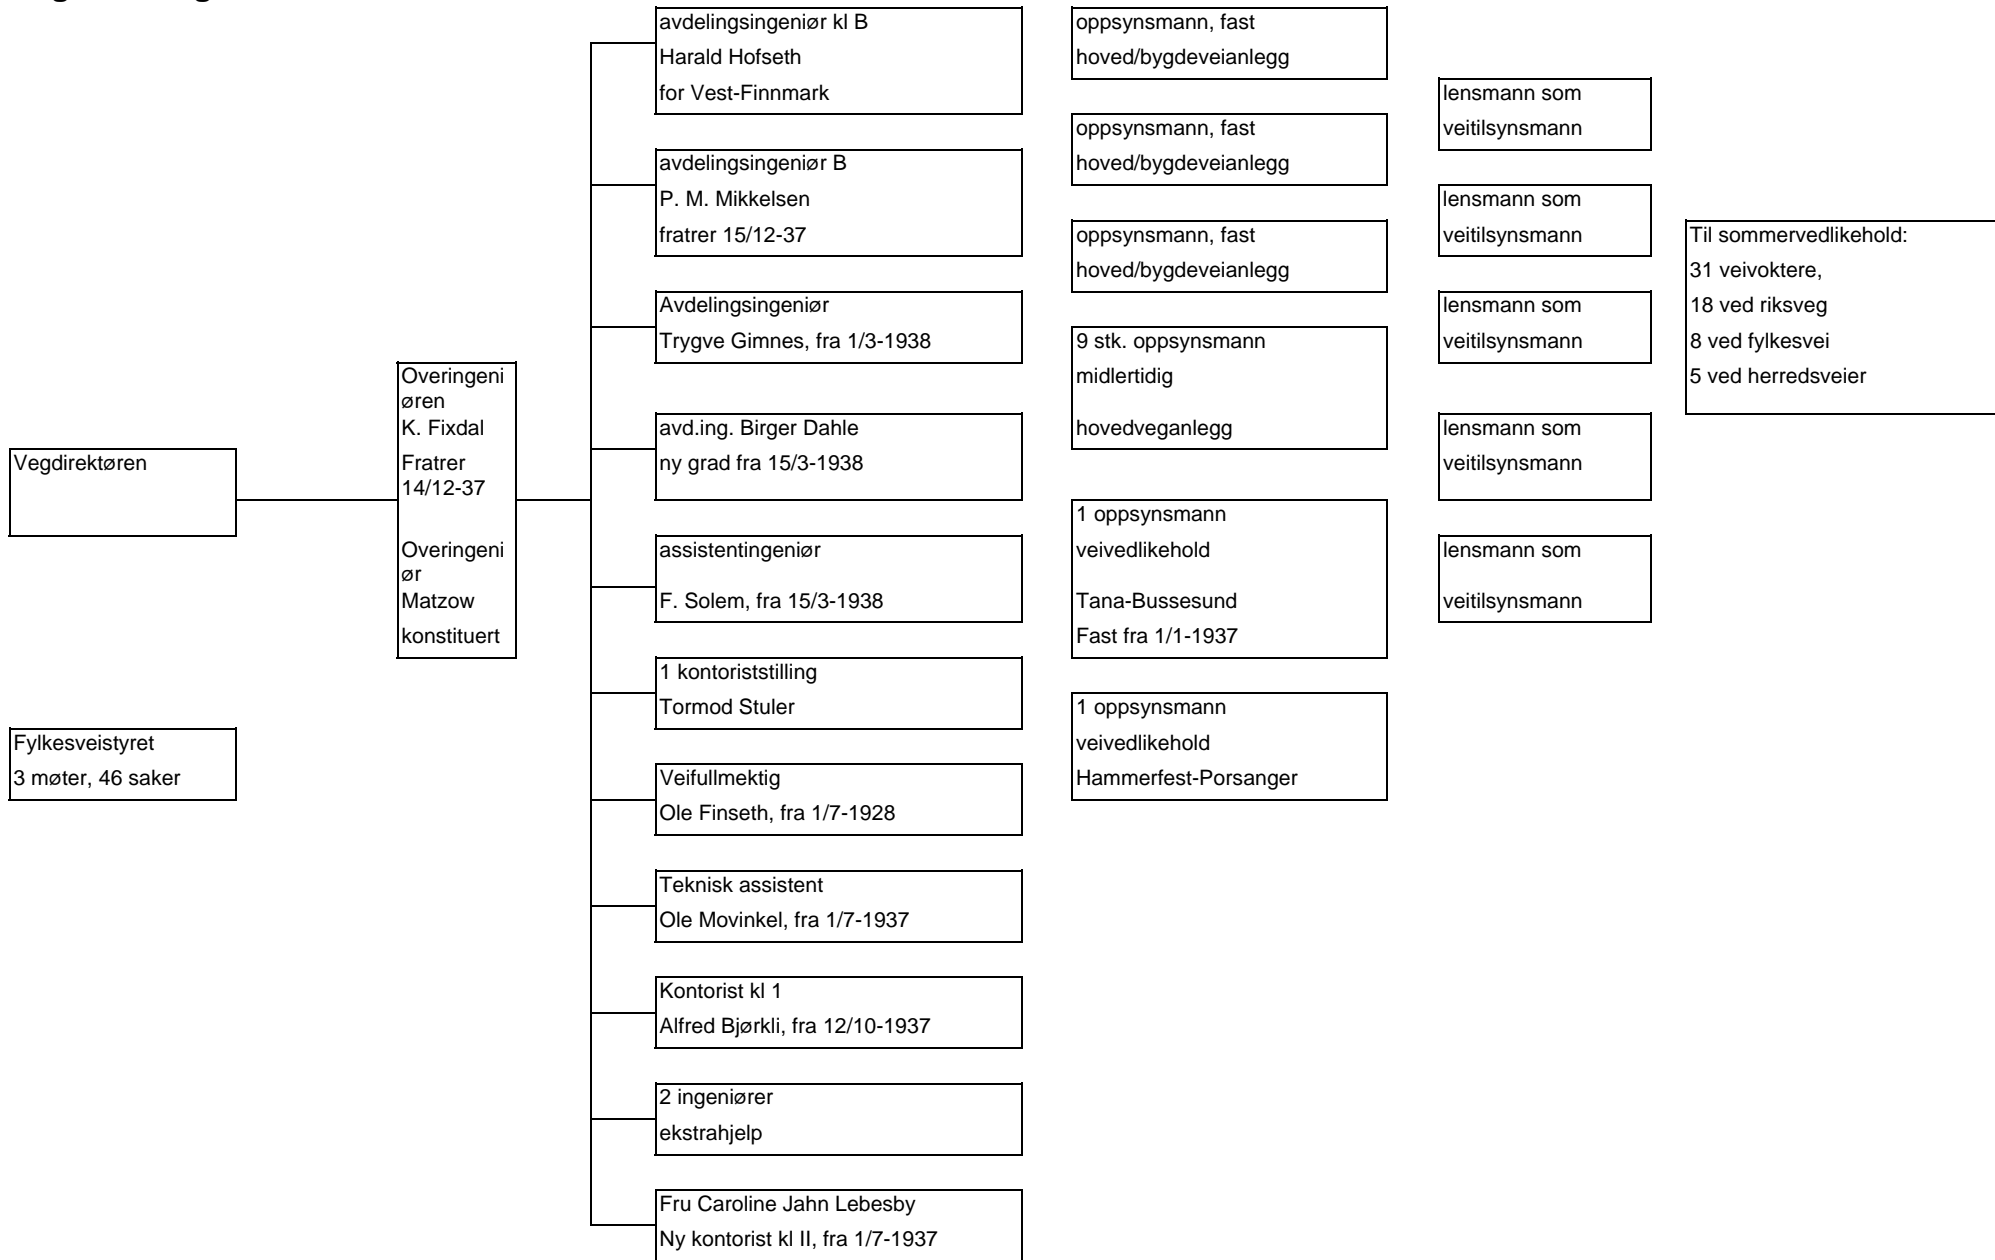 Vegdirektøren
Fylkesveistyret
3 møter, 46 saker
Overingeni
øren
K. Fixdal
Fratrer
14/12-37
Overingeni
ør
Matzow
konstituert
avdelingsingeniør kl B
Harald Hofseth
for Vest-Finnmark
avdelingsingeniør B
P. M. Mikkelsen
fratrer 15/12-37
Avdelingsingeniør
Trygve Gimnes, fra 1/3-1938
avd.ing. Birger Dahle
ny grad fra 15/3-1938
assistentingeniør
F. Solem, fra 15/3-1938
1 kontoriststilling
Tormod Stuler
Veifullmektig
Ole Finseth, fra 1/7-1928
Teknisk assistent
Ole Movinkel, fra 1/7-1937
Kontorist kl 1
Alfred Bjørkli, fra 12/10-1937
2 ingeniører
ekstrahjelp
Fru Caroline Jahn Lebesby
Ny kontorist kl II, fra 1/7-1937
oppsynsmann, fast
hoved/bygdeveianlegg
oppsynsmann, fast
hoved/bygdeveianlegg
oppsynsmann, fast
hoved/bygdeveianlegg
9 stk. oppsynsmann
midlertidig
hovedveganlegg
1 oppsynsmann
veivedlikehold
Tana-Bussesund
Fast fra 1/1-1937
1 oppsynsmann
veivedlikehold
Hammerfest-Porsanger
lensmann som
veitilsynsmann
lensmann som
veitilsynsmann
lensmann som
veitilsynsmann
lensmann som
veitilsynsmann
lensmann som
veitilsynsmann
Til sommervedlikehold:
31 veivoktere,
18 ved riksveg
8 ved fylkesvei
5 ved herredsveier